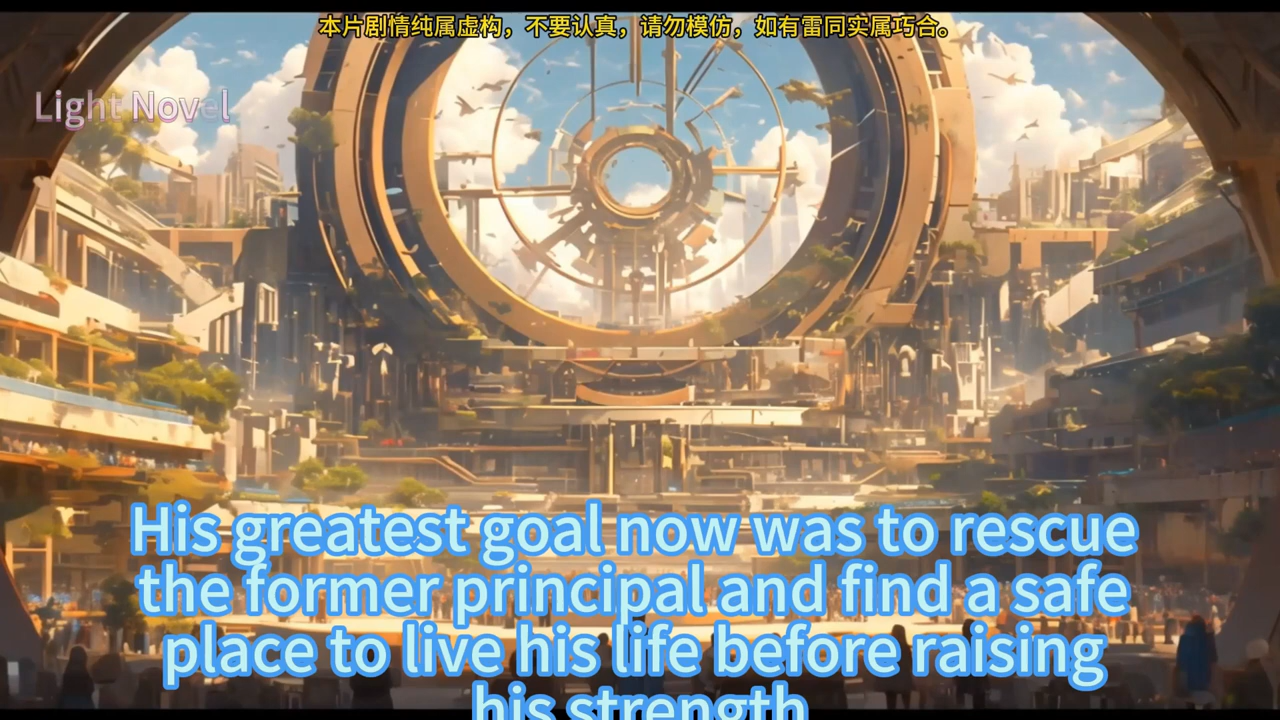 本片剧情纯属虚构，不要认真，请勿模仿，如有雷同实属巧合。
Light Novel
His greatest goal now was to rescue
the former principal and find a safe
place to live his life before raising
his strength